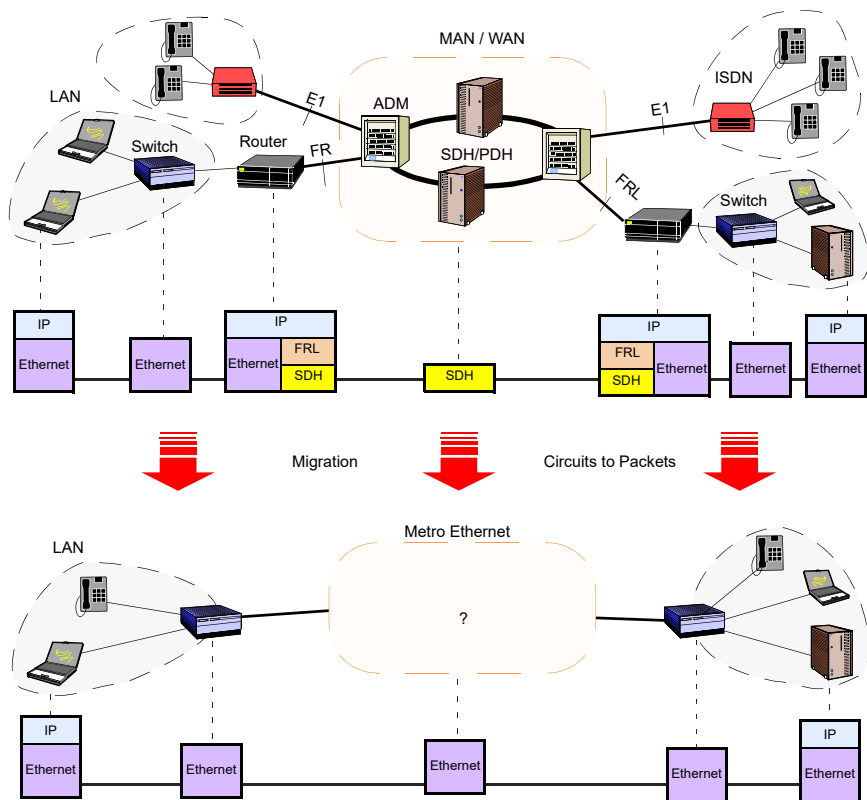 MAN / WAN
ISDN
LAN
E1
ADM
E1
Switch
Router
FR
SDH/PDH
FRL
Switch
IP
Ethernet
Ethernet
IP
Ethernet
FRL
SDH
SDH
IP
FRL
SDH
Ethernet
Ethernet
IP
Ethernet
Migration
Circuits to Packets
Metro Ethernet
LAN
?
IP
Ethernet
Ethernet
Ethernet
Ethernet
IP
Ethernet